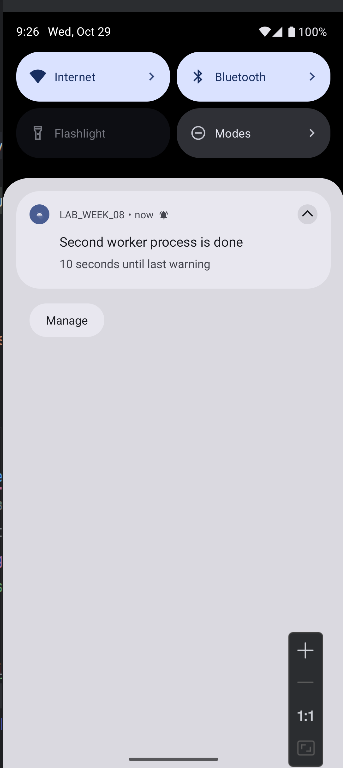 9:26 Wed, Oct 29 100%
Internet Bluetooth
Flashlight Modes
LAB_WEEK_08 • now
Second worker process is done
10 seconds until last warning
Manage
1:1